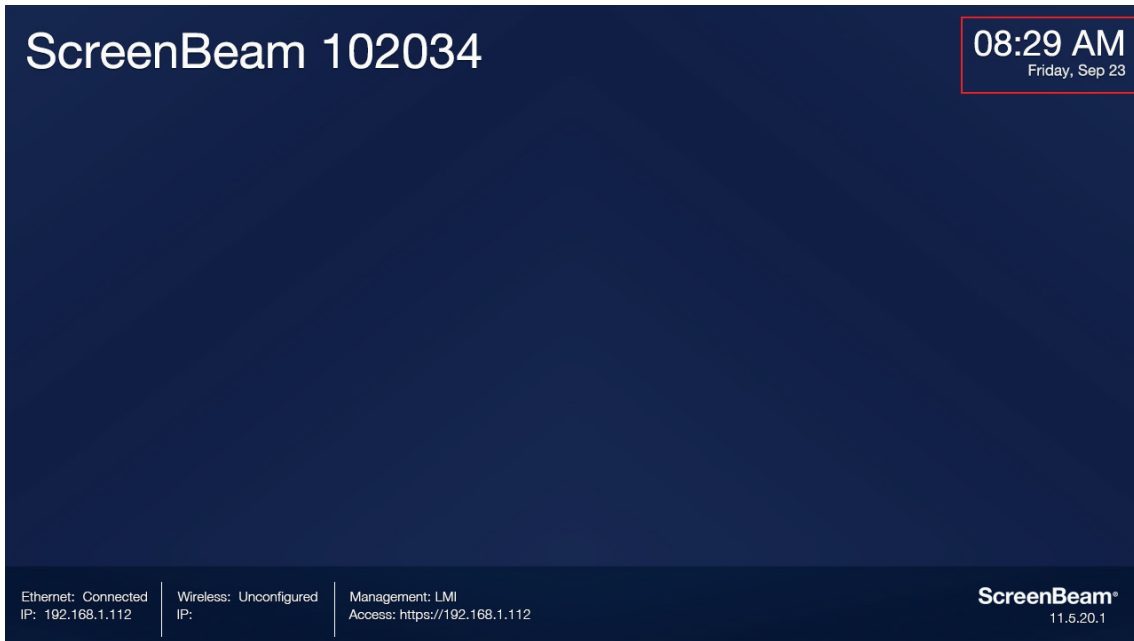 ScreenBeam 102034
08:29 AM
Friday, Sep 23
Ethernet: Connected
IP: 192.168.1.112
Wireless: Unconfigured
IP:
Management: LMI
Access: https://192.168.1.112
ScreenBeam®
11.5.20.1